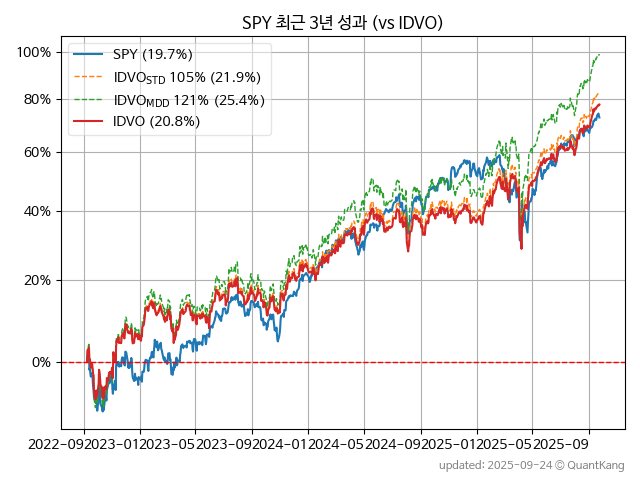 SPY 최근 3년 성과 (vs IDVO)
SPY (19.7%)
IDVO_STD 105% (21.9%)
IDVO_MDD 121% (25.4%)
IDVO (20.8%)
100%
80%
60%
40%
20%
0%
2022-09 2023-01 2023-05 2023-09 2024-01 2024-05 2024-09 2025-01 2025-05 2025-09
updated: 2025-09-24 © QuantKang